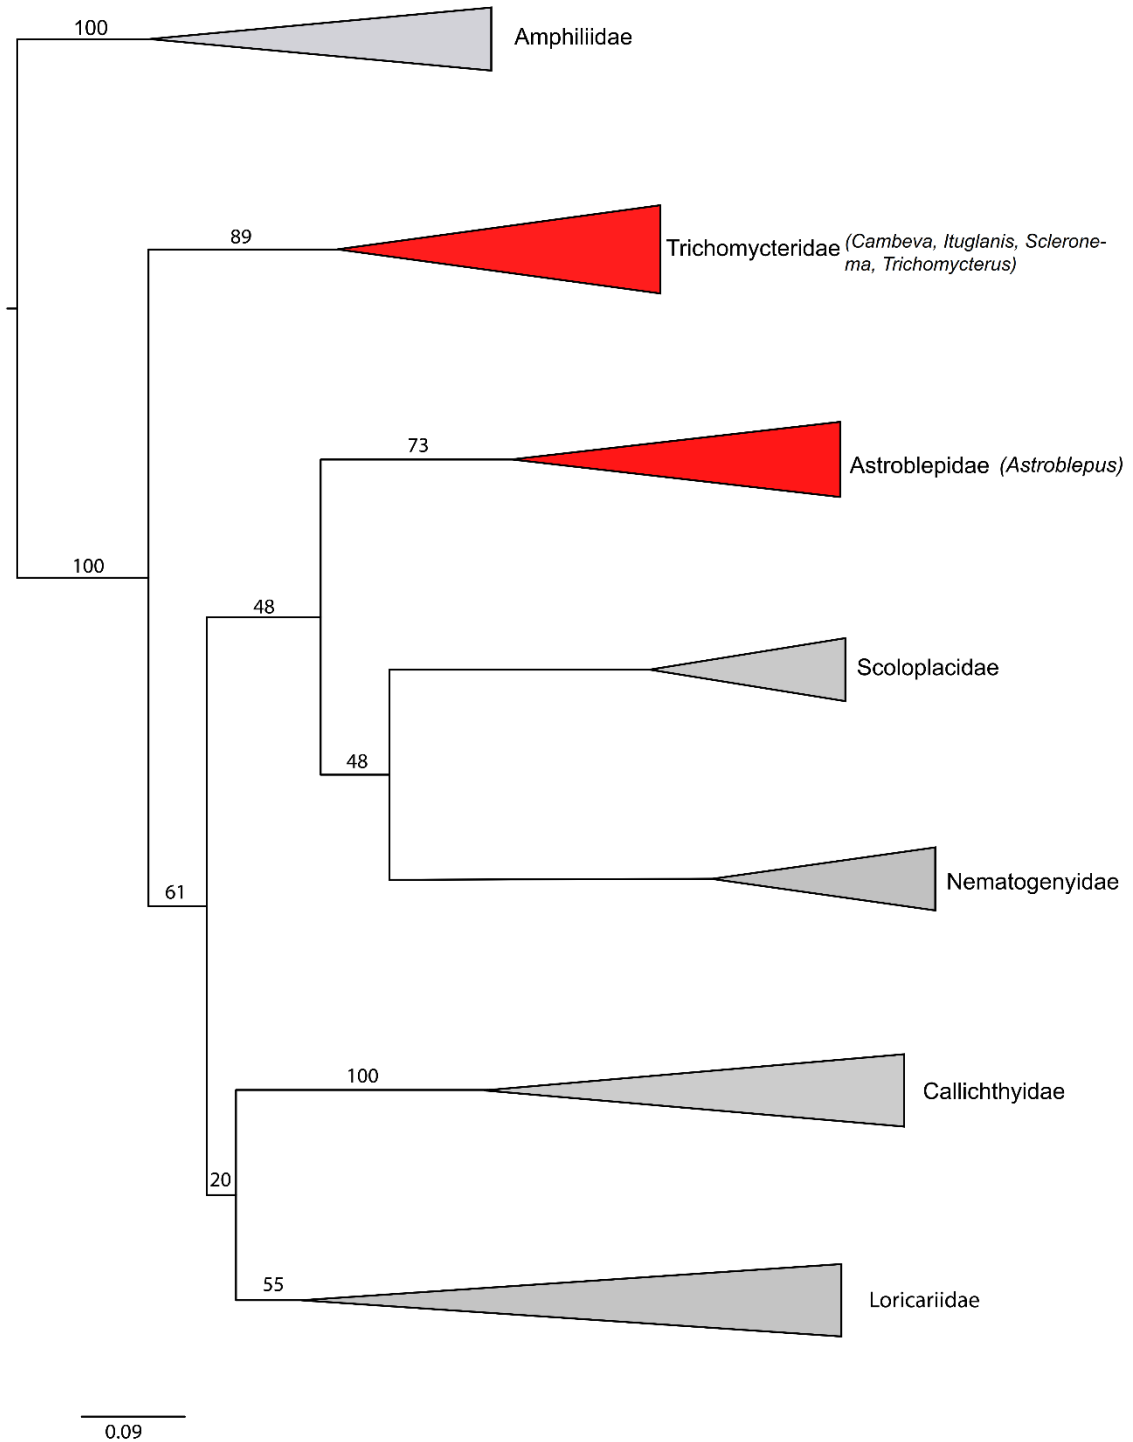 100
Amphiliidae
89
Trichomycteridae (Cambeva, Ituglanis, Sclerone-
ma, Trichomycterus)
73
Astroblepidae (Astroblepus)
100
48
Scoloplacidae
48
61
Nematogenyidae
100
Callichthyidae
20
55
Loricariidae
0.09